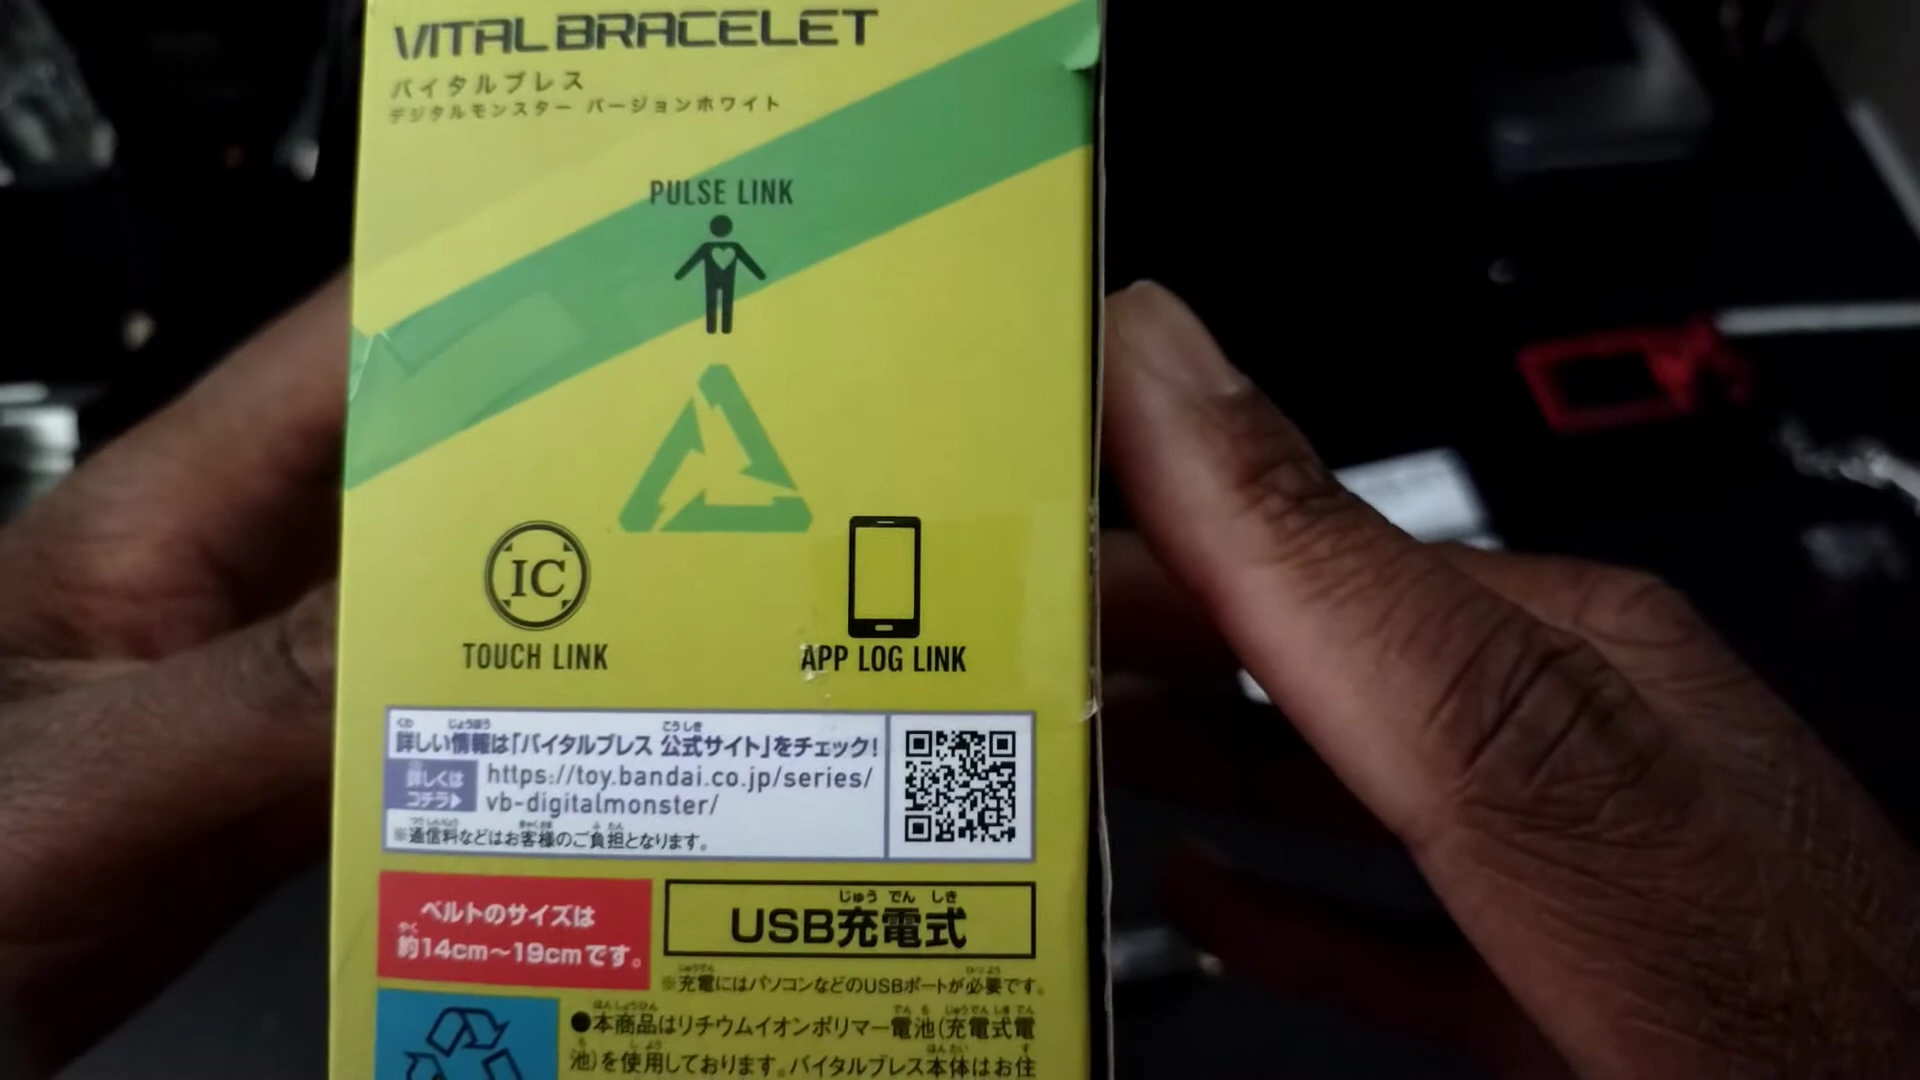 VITAL BRACELET
バイタルブレス
デジタルモンスター バージョンホワイト
PULSE LINK
IC
TOUCH LINK
APP LOG LINK
詳しい情報は「バイタルブレス 公式サイト」をチェック!
詳しくは
コチラ▶
https://toy.bandai.co.jp/series/
vb-digitalmonster/
※通信料などはお客様のご負担となります。
ベルトのサイズは
約14cm～19cmです。
USB充電式
※充電にはパソコンなどのUSBポートが必要です。
●本商品はリチウムイオンポリマー電池(充電式電
池)を使用しております。バイタルブレス本体はお住